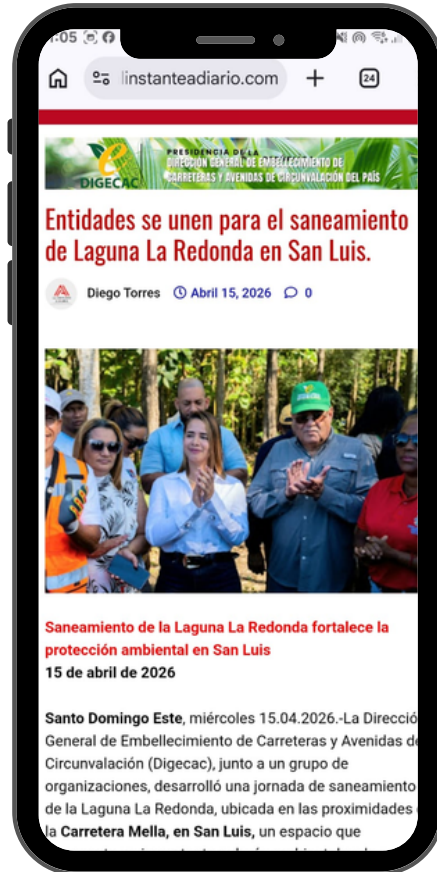 :05
linstanteadiario.com
24
DIGECAC
PRESIDENCIA DE LA
DIRECCIÓN GENERAL DE EMBELLECIMIENTO DE
CARRETERAS Y AVENIDAS DE CIRCUNVALACIÓN DEL PAÍS
Entidades se unen para el saneamiento
de Laguna La Redonda en San Luis.
Diego Torres Abril 15, 2026 0
Saneamiento de la Laguna La Redonda fortalece la
protección ambiental en San Luis
15 de abril de 2026
Santo Domingo Este, miércoles 15.04.2026.-La Direcció
General de Embellecimiento de Carreteras y Avenidas de
Circunvalación (Digecac), junto a un grupo de
organizaciones, desarrolló una jornada de saneamiento
de la Laguna La Redonda, ubicada en las proximidades
la Carretera Mella, en San Luis, un espacio que